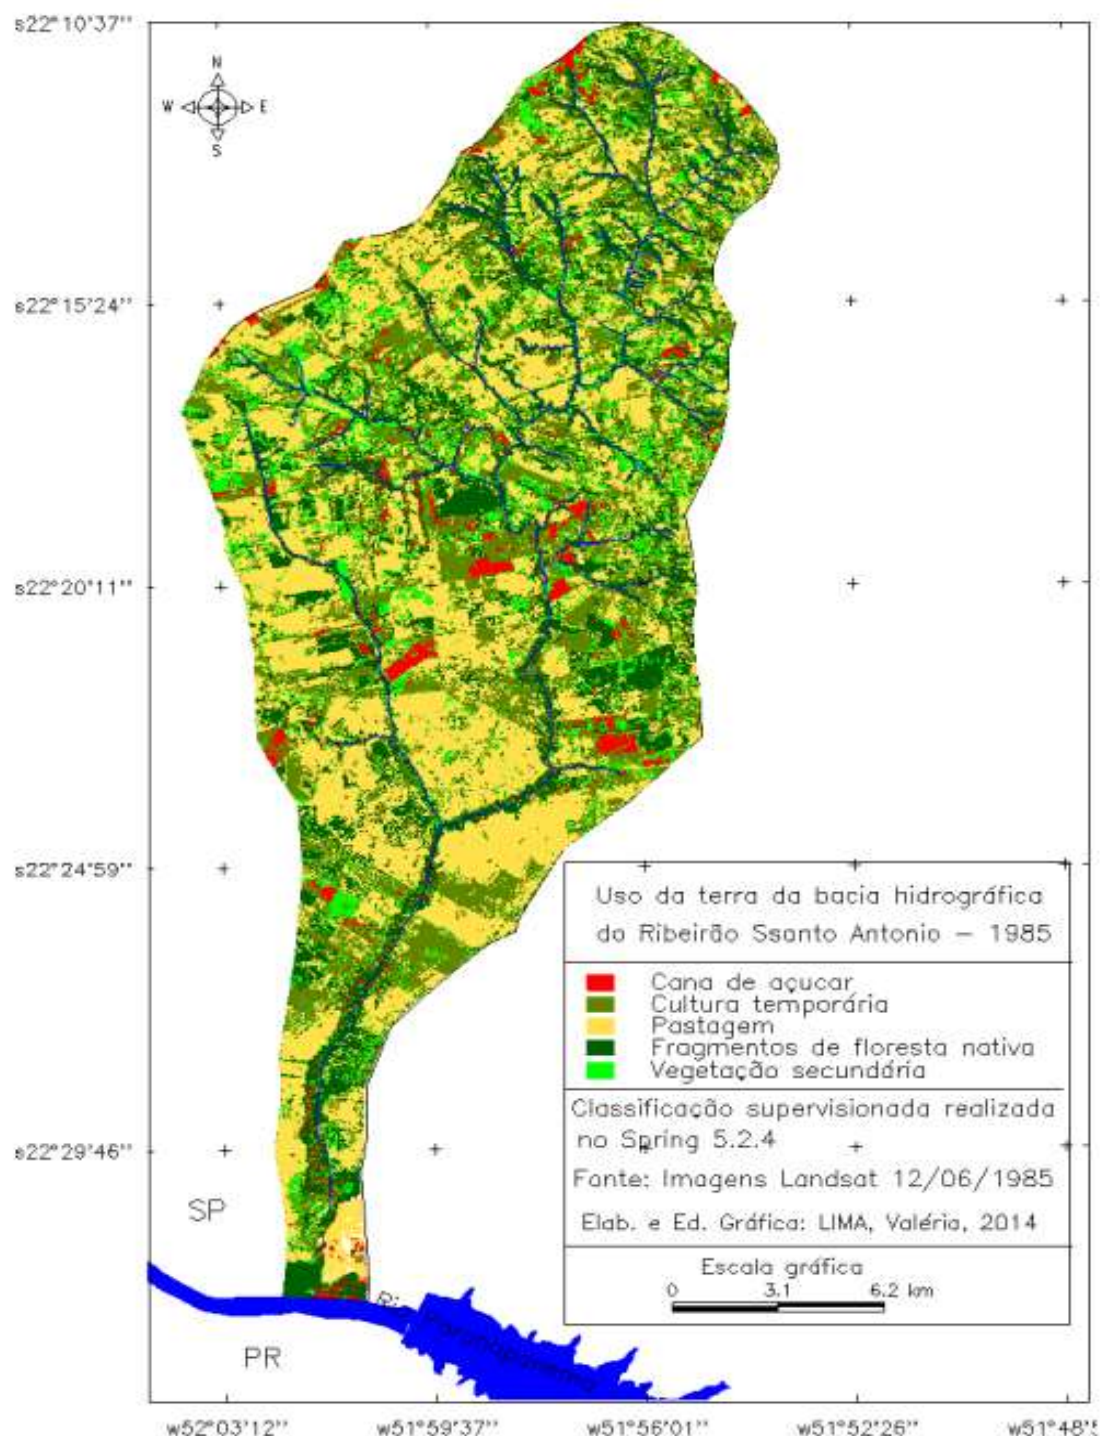 s22°10'37''
N
W
E
S
s22°15'24''
s22°20'11''
s22°24'59''
Uso da terra da bacia hidrográfica
do Ribeirão Ssanto Antonio – 1985
Cana de açucar
Cultura temporária
Pastagem
Fragmentos de floresta nativa
Vegetação secundária
Classificação supervisionada realizada
no Spring 5.2.4
s22°29'46''
Fonte: Imagens Landsat 12/06/1985
SP
Elab. e Ed. Gráfica: LIMA, Valéria, 2014
Escala gráfica
0 3.1 6.2 km
PR
w52°03'12'' w51°59'37'' w51°56'01'' w51°52'26'' w51°48'5